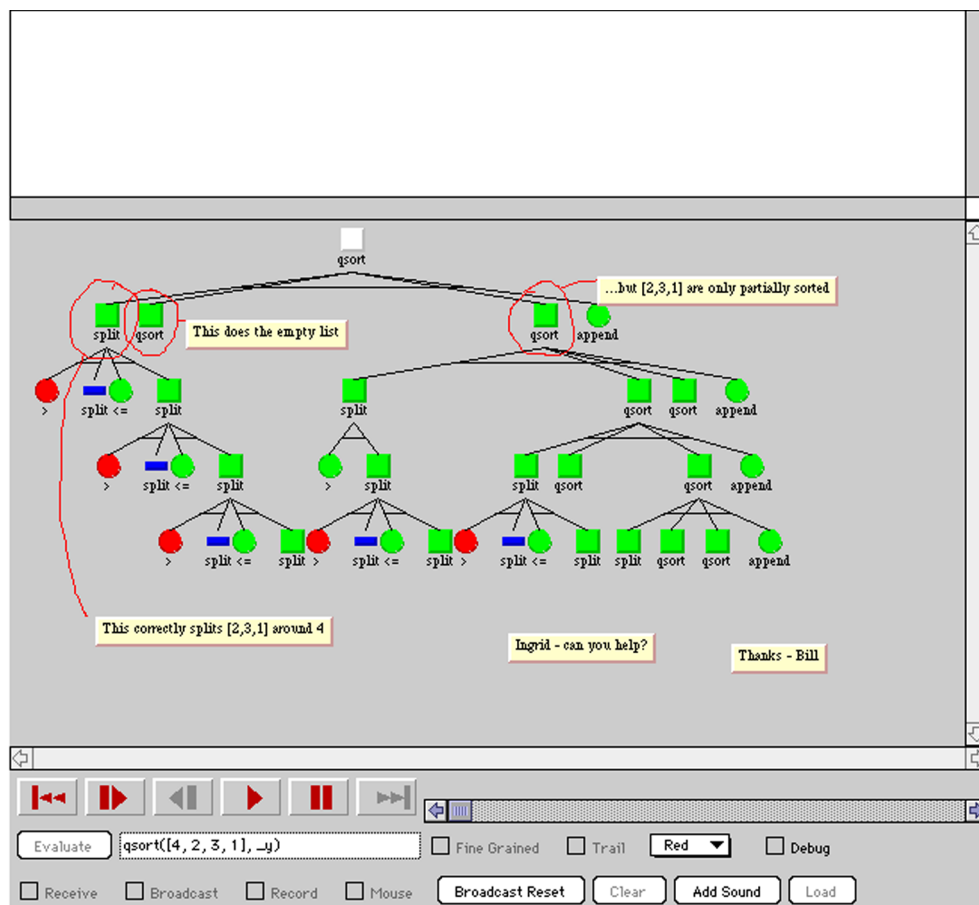 qsort
...but [2,3,1] are only partially sorted
split qsort
This does the empty list
qsort append
> split <= split
split
qsort qsort append
> split <= split
> split
split qsort
qsort append
> split <= split
> split <= split
> split <= split
split qsort qsort append
This correctly splits [2,3,1] around 4
Ingrid - can you help?
Thanks - Bill
Evaluate
qsort([4, 2, 3, 1], _y)
Fine Grained
Trail
Red
Debug
Receive
Broadcast
Record
Mouse
Broadcast Reset
Clear
Add Sound
Load